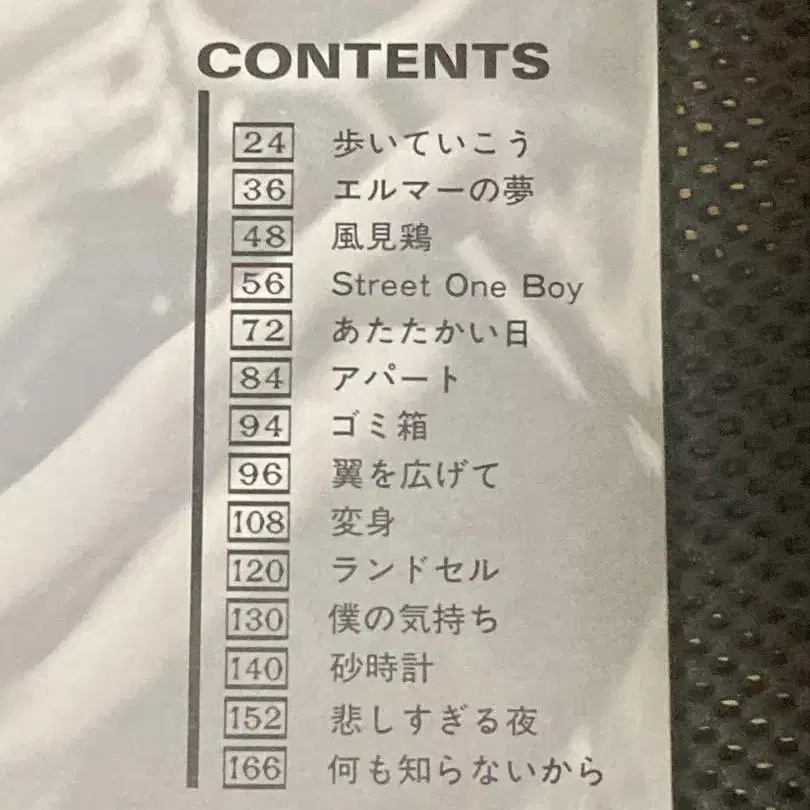 CONTENTS
24 歩いていこう
36 エルマーの夢
48 風見鶏
56 Street One Boy
72 あたたかい日
84 アパート
94 ゴミ箱
96 翼を広げて
108 変身
120 ランドセル
130 僕の気持ち
140 砂時計
152 悲しすぎる夜
166 何も知らないから